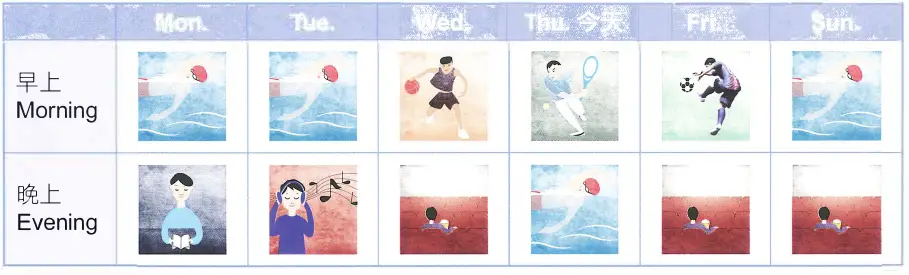 Mon. Tue. Wed. Thu. 今天 Fri. Sun.
早上
Morning
晚上
Evening